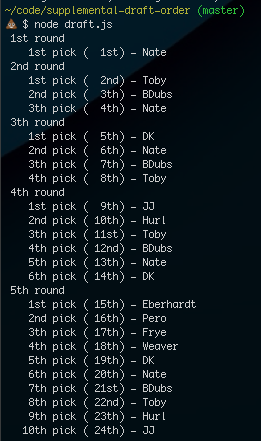 ~/code/supplemental-draft-order (master)
💩 $ node draft.js
1st round
1st pick ( 1st) – Nate
2nd round
1st pick ( 2nd) – Toby
2nd pick ( 3th) – BDubs
3th pick ( 4th) – Nate
3th round
1st pick ( 5th) – DK
2nd pick ( 6th) – Nate
3th pick ( 7th) – BDubs
4th pick ( 8th) – Toby
4th round
1st pick ( 9th) – JJ
2nd pick ( 10th) – Hurl
3th pick ( 11st) – Toby
4th pick ( 12nd) – BDubs
5th pick ( 13th) – Nate
6th pick ( 14th) – DK
5th round
1st pick ( 15th) – Eberhardt
2nd pick ( 16th) – Pero
3th pick ( 17th) – Frye
4th pick ( 18th) – Weaver
5th pick ( 19th) – DK
6th pick ( 20th) – Nate
7th pick ( 21st) – BDubs
8th pick ( 22nd) – Toby
9th pick ( 23th) – Hurl
10th pick ( 24th) – JJ